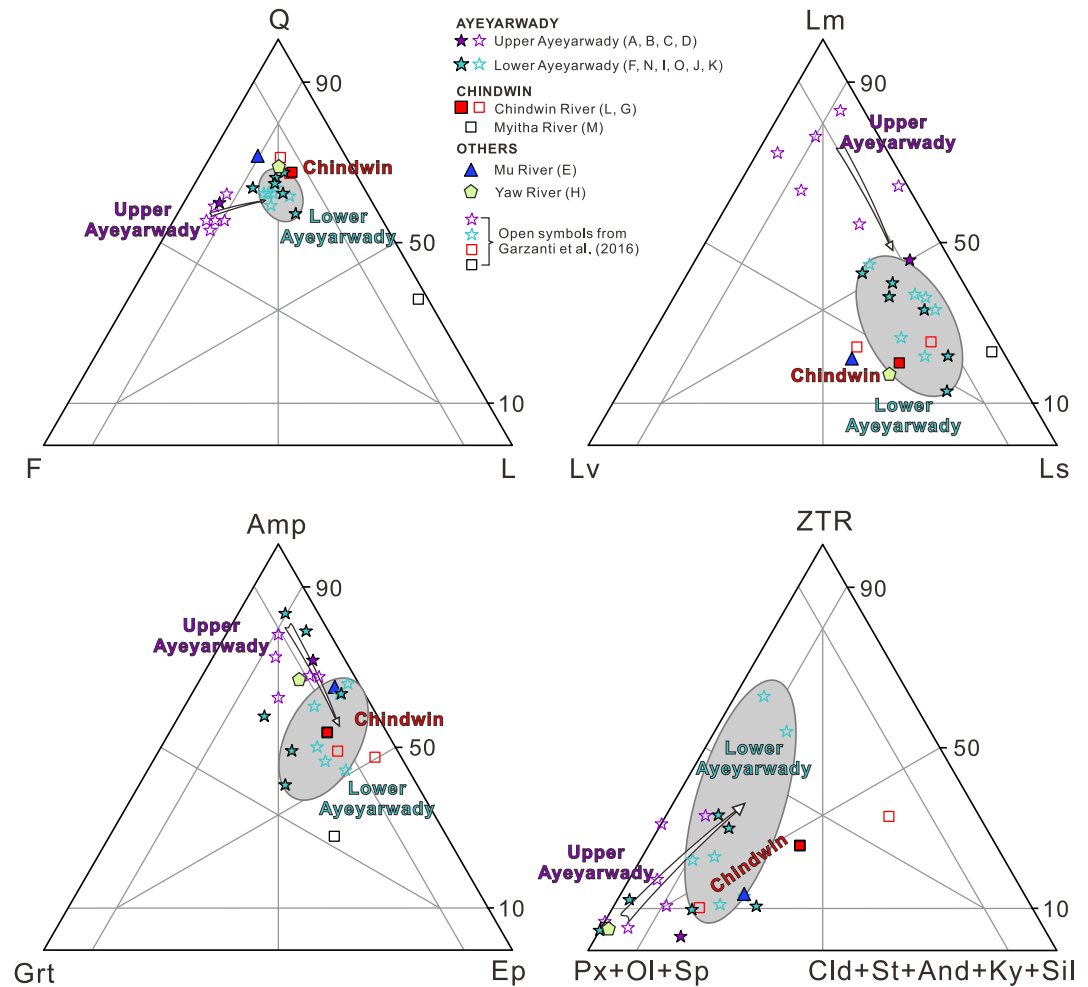 Q
90
50
10
F
L
Upper
Ayeyarwady
Chindwin
Lower
Ayeyarwady
AYEYARWADY
Upper Ayeyarwady (A, B, C, D)
Lower Ayeyarwady (F, N, I, O, J, K)
CHINDWIN
Chindwin River (L, G)
Myitha River (M)
OTHERS
Mu River (E)
Yaw River (H)
Open symbols from
Garzanti et al. (2016)
Lm
90
50
10
Lv
Ls
Upper
Ayeyarwady
Chindwin
Lower
Ayeyarwady
Amp
90
50
10
Grt
Ep
Upper
Ayeyarwady
Chindwin
Lower
Ayeyarwady
ZTR
90
50
10
Px+Ol+Sp
Cld+St+And+Ky+Sil
Lower
Ayeyarwady
Upper
Ayeyarwady
Chindwin